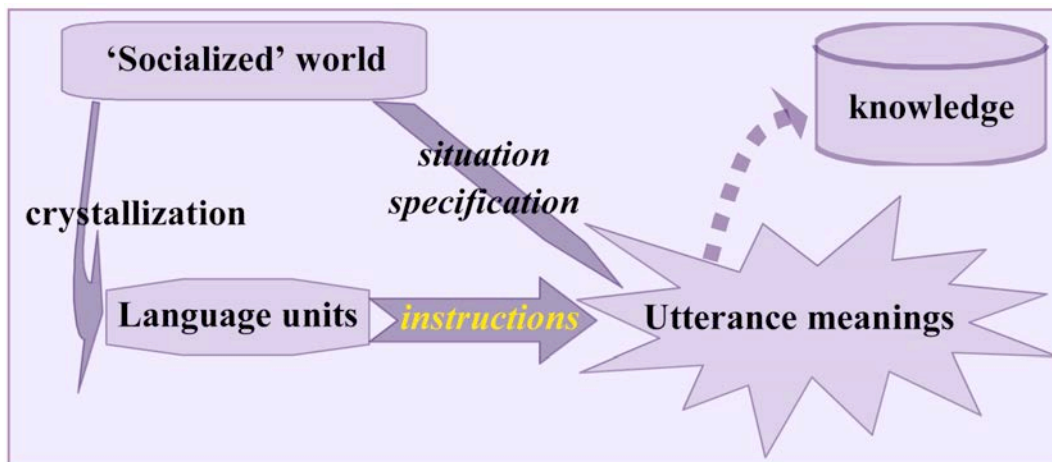 ‘Socialized’ world
knowledge
situation
specification
crystallization
Language units
instructions
Utterance meanings